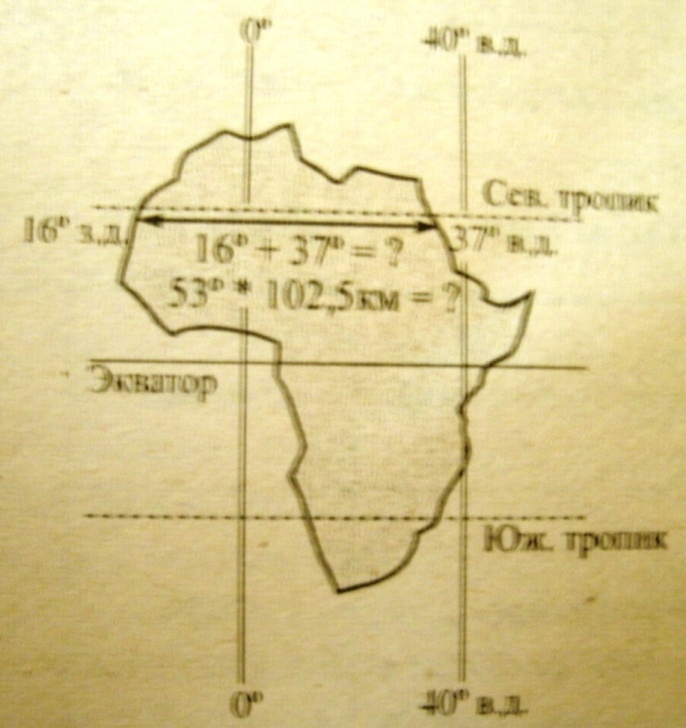 0°
40° в.д.
Сев. тропик
16° з.д.
37° в.д.
16° + 37° = ?
53° * 102,5км = ?
Экватор
Юж. тропик
0°
40° в.д.